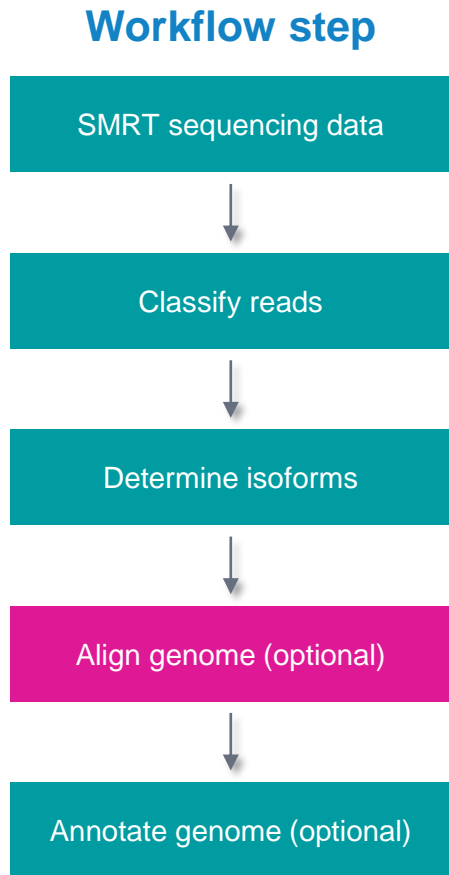 Workflow step
SMRT sequencing data
Classify reads
Determine isoforms
Align genome (optional)
Annotate genome (optional)